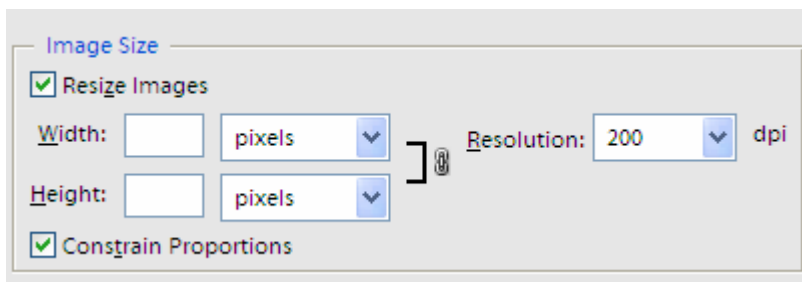 Image Size
Resize Images
Width: pixels Resolution: 200 dpi
Height: pixels
Constrain Proportions